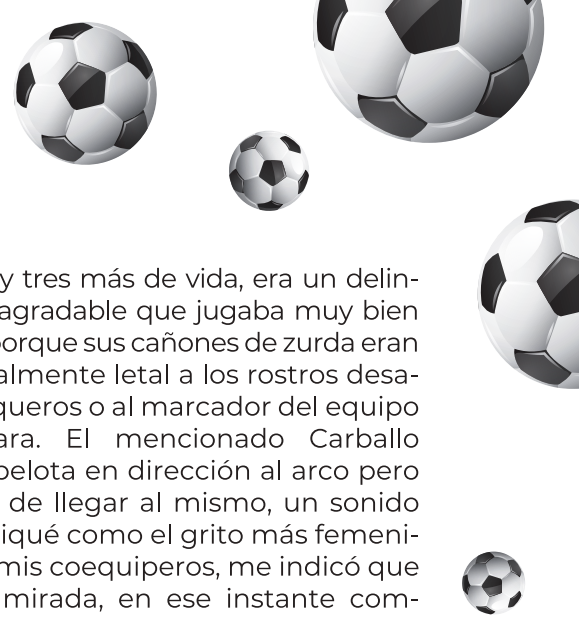 y tres más de vida, era un delin-
agradable que jugaba muy bien
porque sus cañones de zurda eran
almente letal a los rostros desa-
queros o al marcador del equipo
ara. El mencionado Carballo
pelota en dirección al arco pero
de llegar al mismo, un sonido
iqué como el grito más femeni-
mis coequiperos, me indicó que
mirada, en ese instante com-